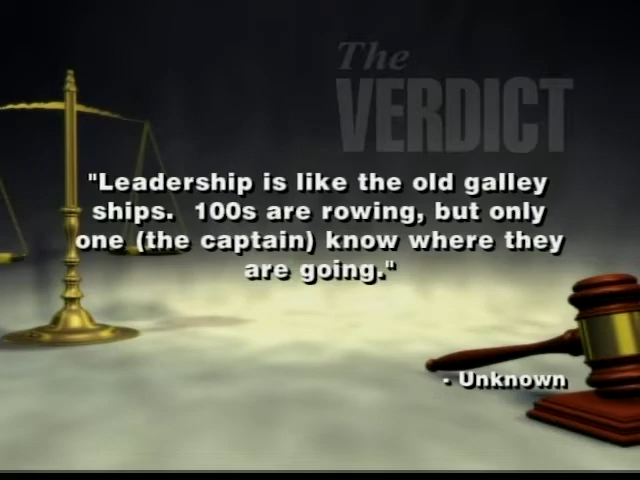 The
VERDICT
"Leadership is like the old galley
ships.  100s are rowing, but only
one (the captain) know where they
are going."
- Unknown